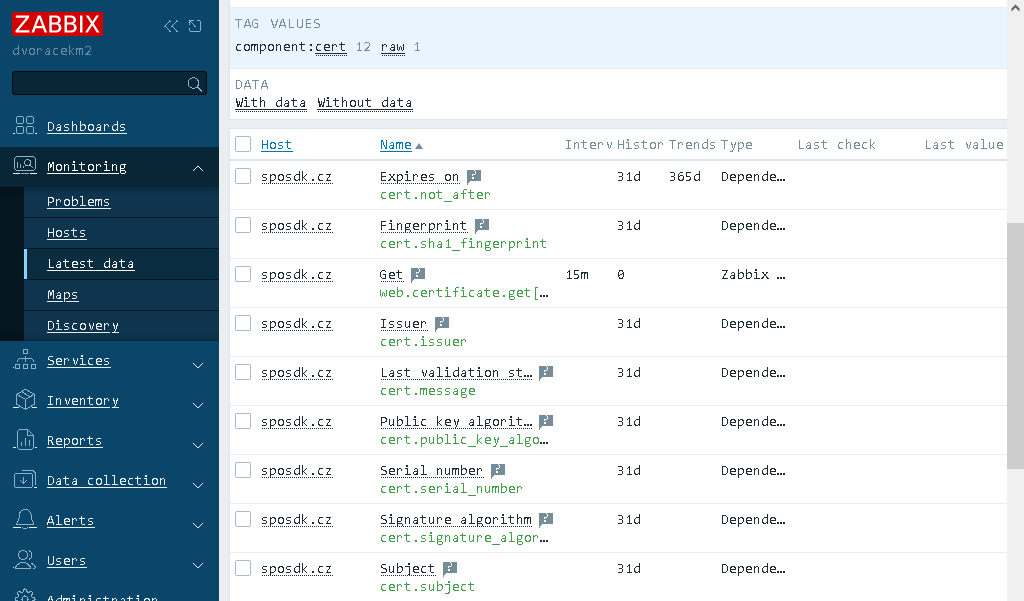 ZABBIX
dvoracekm2
Dashboards
Monitoring
Problems
Hosts
Latest data
Maps
Discovery
Services
Inventory
Reports
Data collection
Alerts
Users
Administration
TAG VALUES
component: cert 12 raw 1
DATA
With data Without data
Host Name Interv Histor Trends Type Last check Last value
sposdk.cz Expires on 31d 365d Depende…
cert.not_after
sposdk.cz Fingerprint 31d Depende…
cert.sha1_fingerprint
sposdk.cz Get 15m 0 Zabbix …
web.certificate.get[…
sposdk.cz Issuer 31d Depende…
cert.issuer
sposdk.cz Last validation st… 31d Depende…
cert.message
sposdk.cz Public key algorit… 31d Depende…
cert.public_key_algo…
sposdk.cz Serial number 31d Depende…
cert.serial_number
sposdk.cz Signature algorithm 31d Depende…
cert.signature_algor…
sposdk.cz Subject 31d Depende…
cert.subject